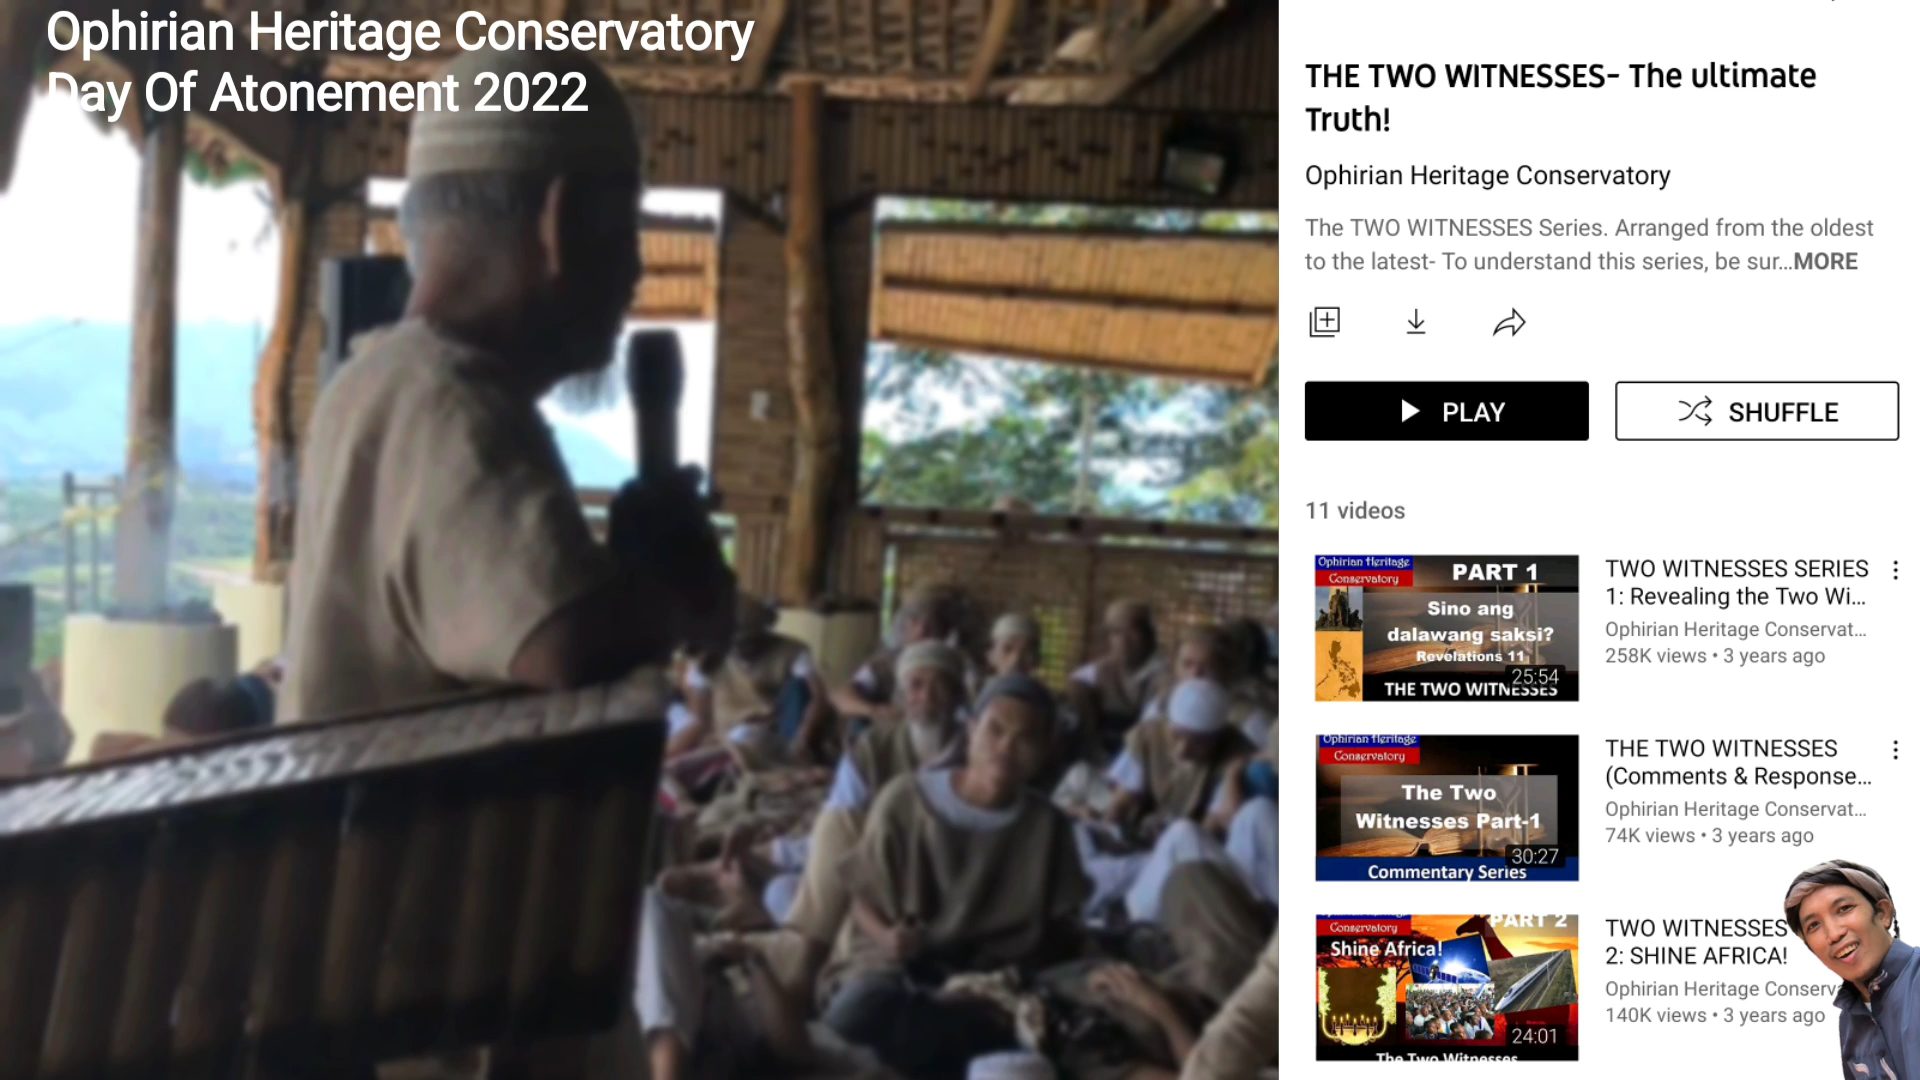 Ophirian Heritage Conservatory
Day Of Atonement 2022
THE TWO WITNESSES- The ultimate
Truth!
Ophirian Heritage Conservatory
The TWO WITNESSES Series. Arranged from the oldest
to the latest- To understand this series, be sur...MORE
PLAY
SHUFFLE
11 videos
Ophirian Heritage
Conservatory
PART 1
Sino ang
dalawang saksi?
Revelations 11
25:54
THE TWO WITNESSES
TWO WITNESSES SERIES
1: Revealing the Two Wi...
Ophirian Heritage Conservat...
258K views • 3 years ago
Ophirian Heritage
Conservatory
The Two
Witnesses Part-1
30:27
Commentary Series
THE TWO WITNESSES
(Comments & Response...
Ophirian Heritage Conservat...
74K views • 3 years ago
Conservatory
PART 2
Shine Africa!
24:01
The Two Witnesses
TWO WITNESSES
2: SHINE AFRICA!
Ophirian Heritage Conserv
140K views • 3 years ago